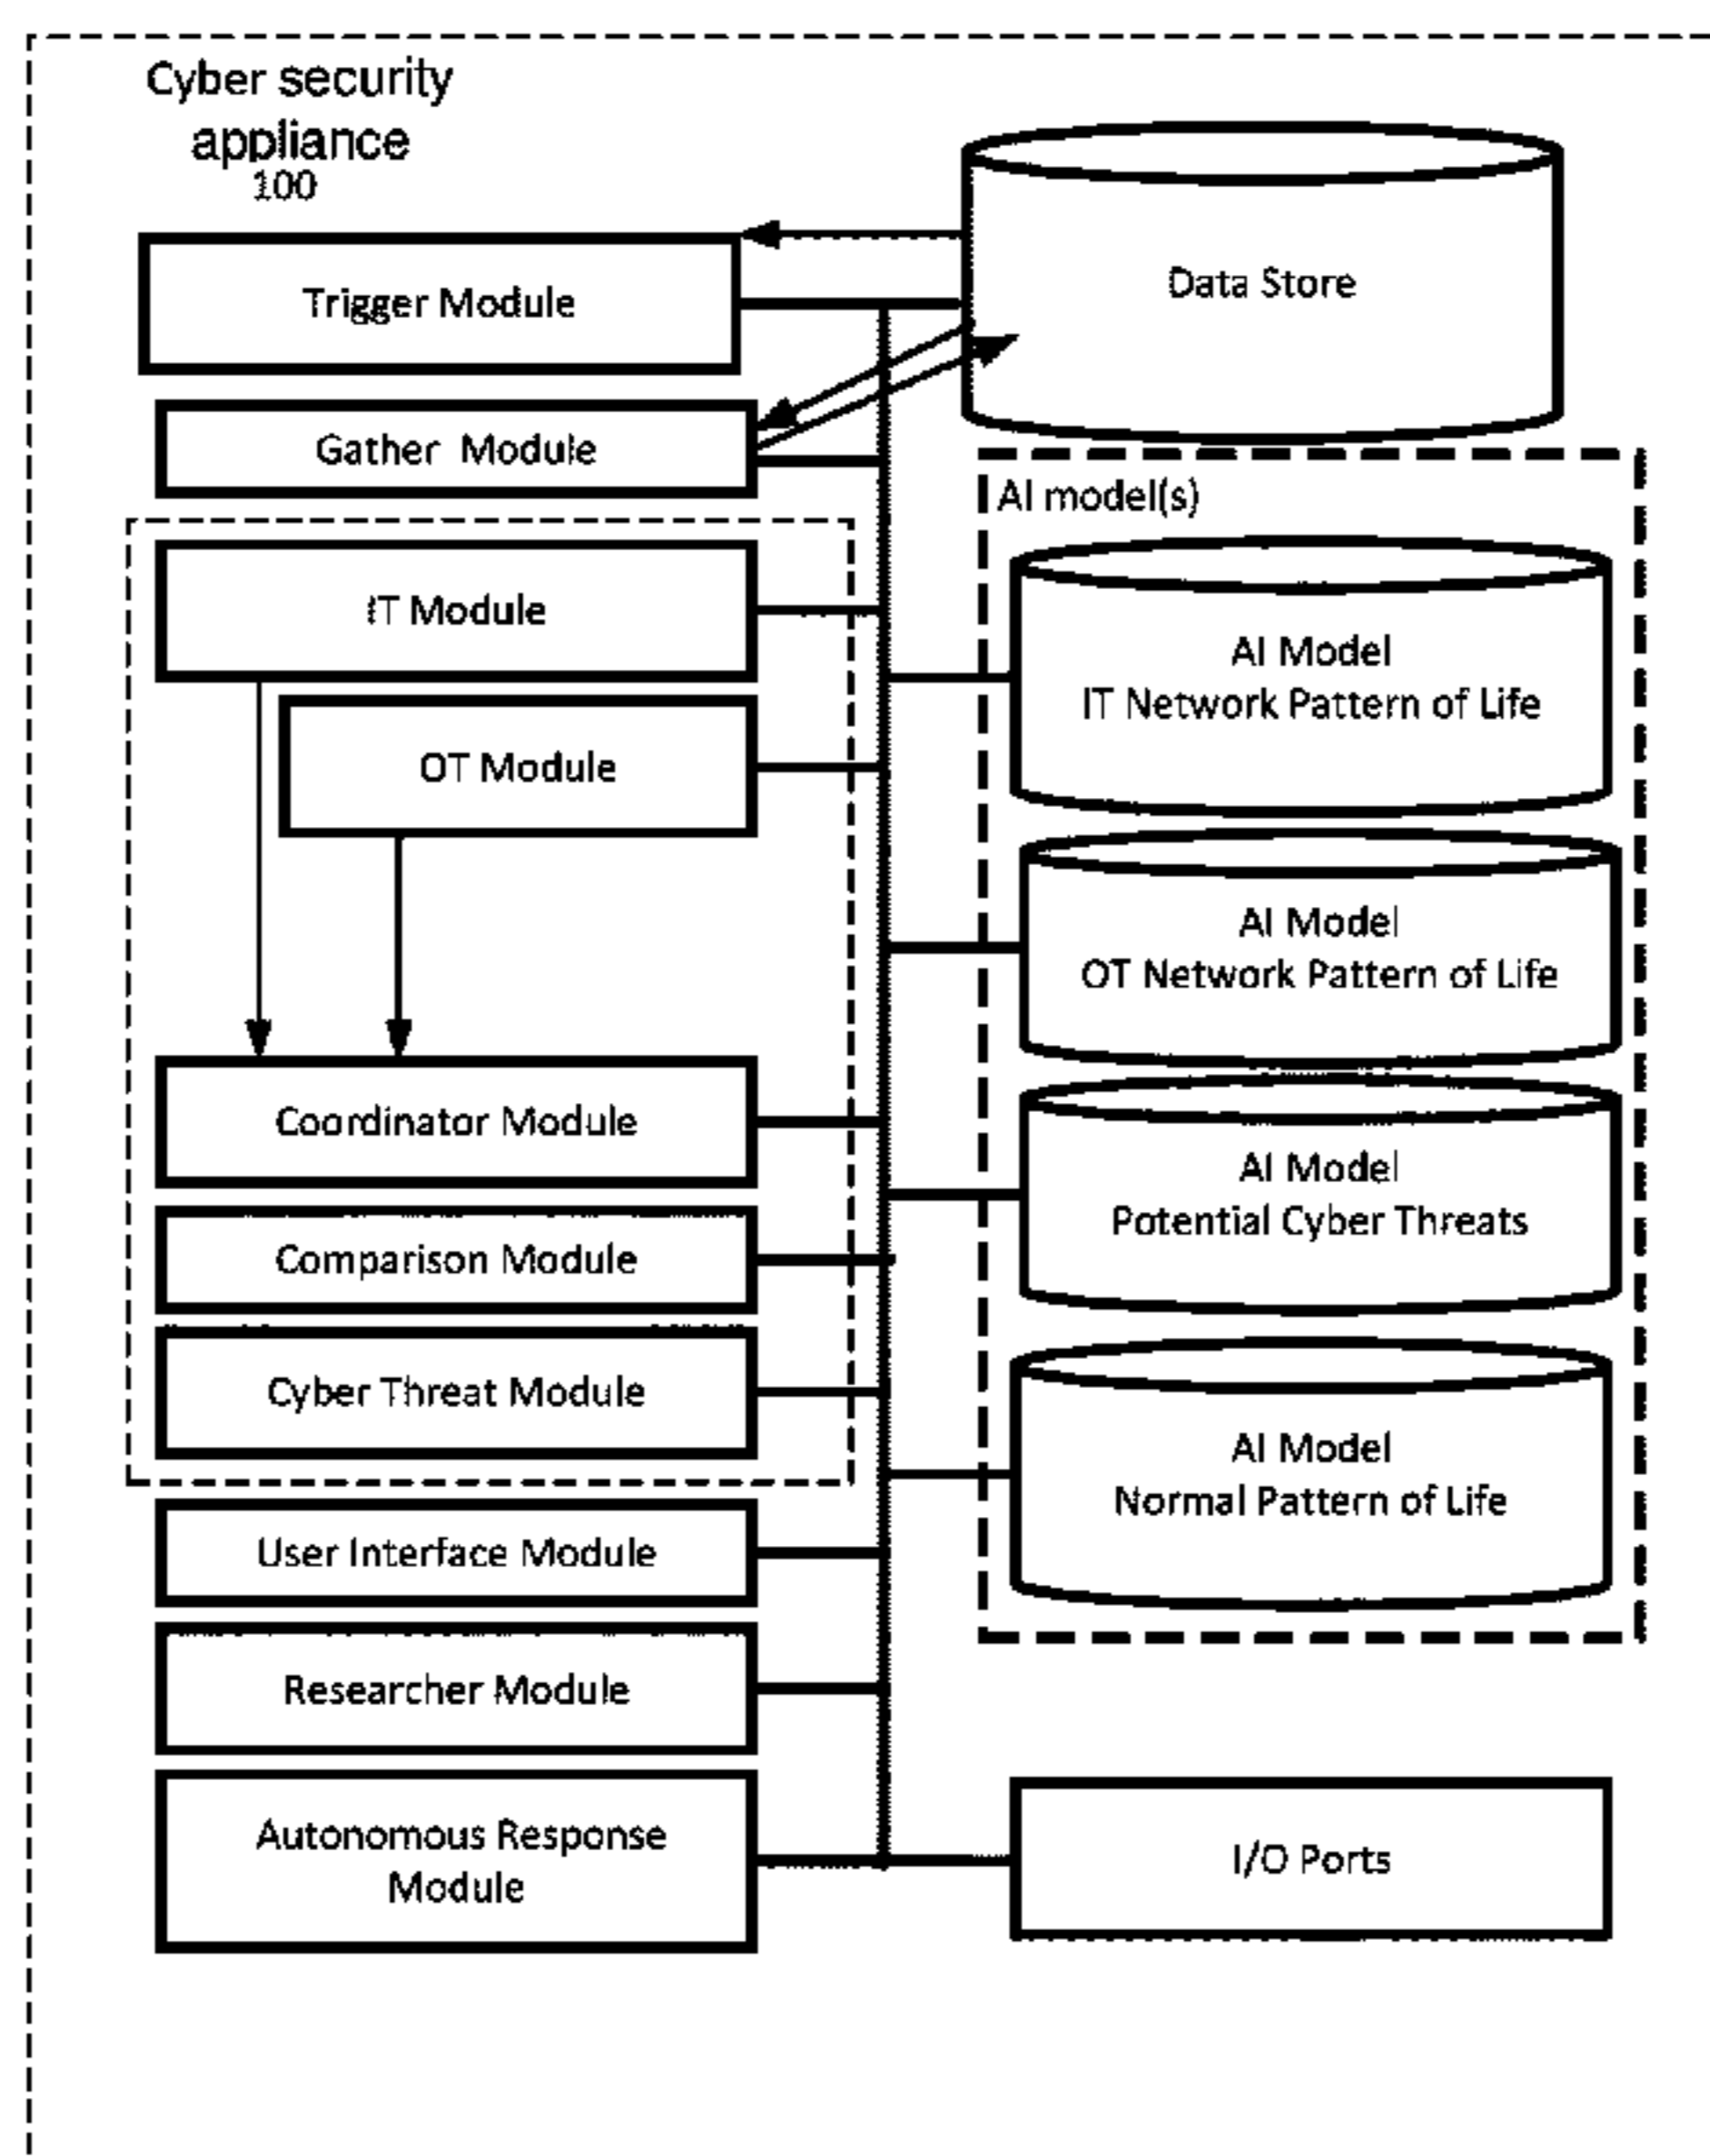 Cyber security
appliance
100
Trigger Module
Data Store
Gather Module
AI model(s)
IT Module
AI Model
IT Network Pattern of Life
OT Module
AI Model
OT Network Pattern of Life
Coordinator Module
AI Model
Potential Cyber Threats
Comparison Module
Cyber Threat Module
AI Model
Normal Pattern of Life
User Interface Module
Researcher Module
Autonomous Response
Module
I/O Ports